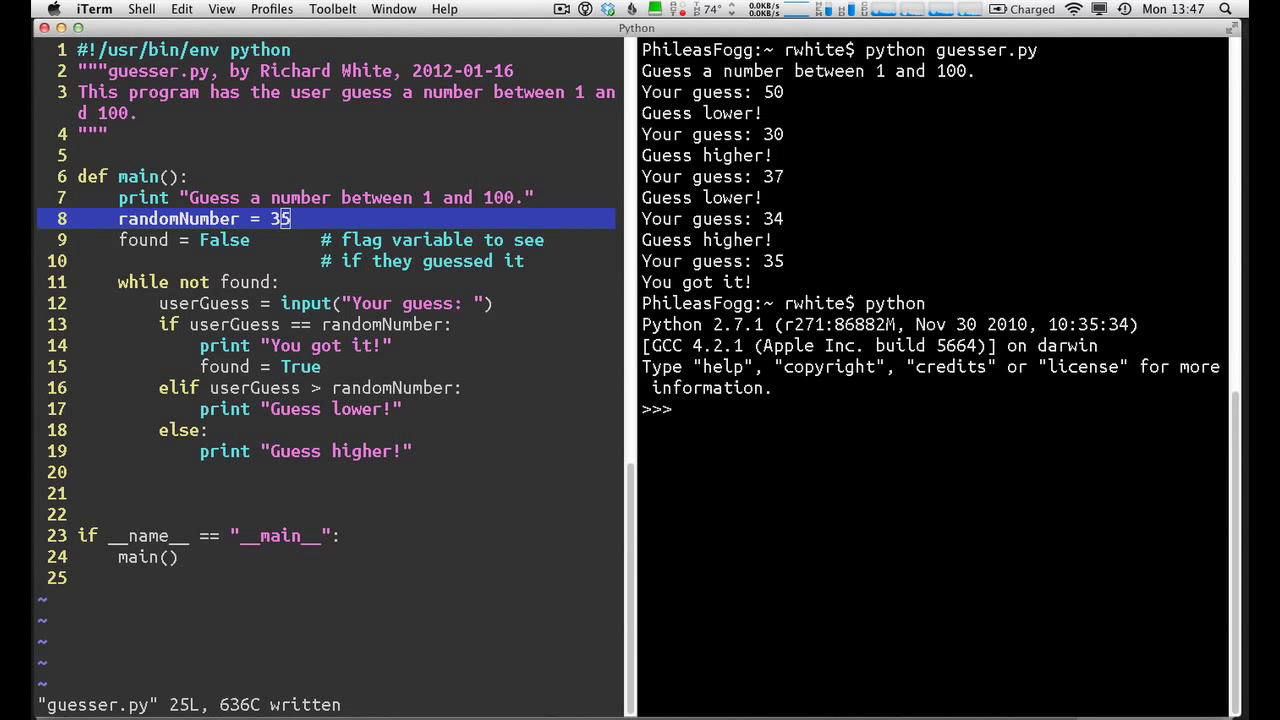 iTerm Shell Edit View Profiles Toolbelt Window Help 74° 0.0KB/s 0.0KB/s Charged Mon 13:47
Python
1 #!/usr/bin/env python
2 """guesser.py, by Richard White, 2012-01-16
3 This program has the user guess a number between 1 an
d 100.
4 """
5
6 def main():
7     print "Guess a number between 1 and 100."
8     randomNumber = 35
9     found = False       # flag variable to see
10                         # if they guessed it
11     while not found:
12         userGuess = input("Your guess: ")
13         if userGuess == randomNumber:
14             print "You got it!"
15             found = True
16         elif userGuess > randomNumber:
17             print "Guess lower!"
18         else:
19             print "Guess higher!"
20
21
22
23 if __name__ == "__main__":
24     main()
25
~
~
~
~
~
"guesser.py" 25L, 636C written
PhileasFogg:~ rwhite$ python guesser.py
Guess a number between 1 and 100.
Your guess: 50
Guess lower!
Your guess: 30
Guess higher!
Your guess: 37
Guess lower!
Your guess: 34
Guess higher!
Your guess: 35
You got it!
PhileasFogg:~ rwhite$ python
Python 2.7.1 (r271:86882M, Nov 30 2010, 10:35:34)
[GCC 4.2.1 (Apple Inc. build 5664)] on darwin
Type "help", "copyright", "credits" or "license" for more
 information.
>>>